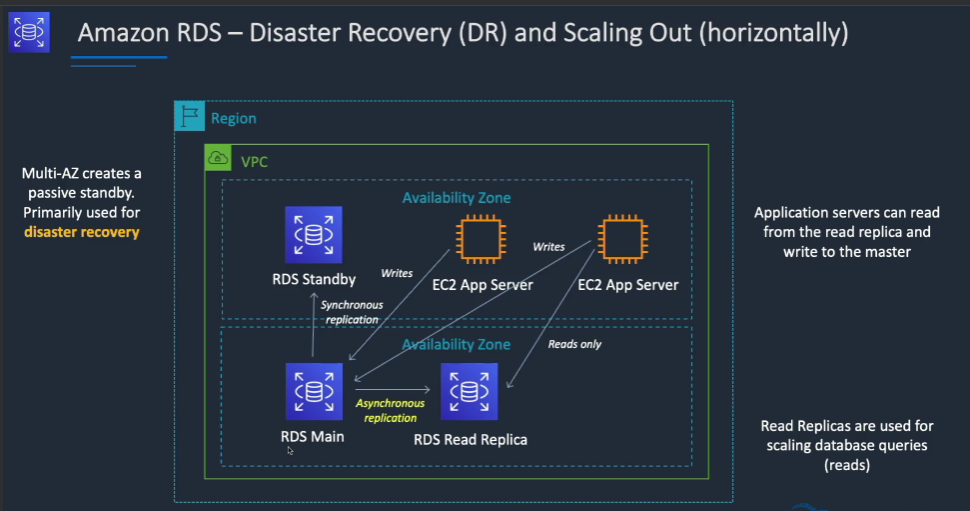 Amazon RDS – Disaster Recovery (DR) and Scaling Out (horizontally)
Region
VPC
Multi-AZ creates a
passive standby.
Primarily used for
disaster recovery
Availability Zone
RDS Standby
EC2 App Server
EC2 App Server
Writes
Writes
Synchronous
replication
Application servers can read
from the read replica and
write to the master
Availability Zone
Reads only
RDS Main
Asynchronous
replication
RDS Read Replica
Read Replicas are used for
scaling database queries
(reads)